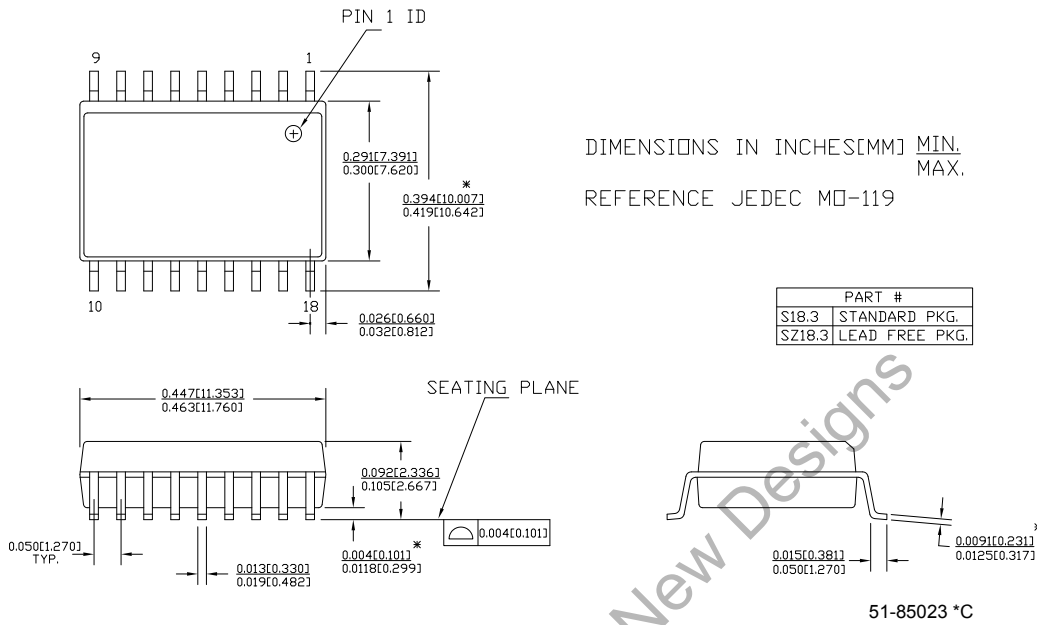 PIN 1 ID
9 1
0.291[7.391]
0.300[7.620]
*
0.394[10.007]
0.419[10.642]
10 18
0.026[0.660]
0.032[0.812]
DIMENSIONS IN INCHES[MM] MIN.
MAX.
REFERENCE JEDEC MO-119
PART #
S18.3 STANDARD PKG.
SZ18.3 LEAD FREE PKG.
SEATING PLANE
0.447[11.353]
0.463[11.760]
0.092[2.336]
0.105[2.667]
0.004[0.101]
0.050[1.270]
TYP.
0.013[0.330]
0.019[0.482]
*
0.004[0.101]
0.0118[0.299]
0.015[0.381]
0.050[1.270]
*
0.0091[0.231]
0.0125[0.317]
New Designs
51-85023 *C